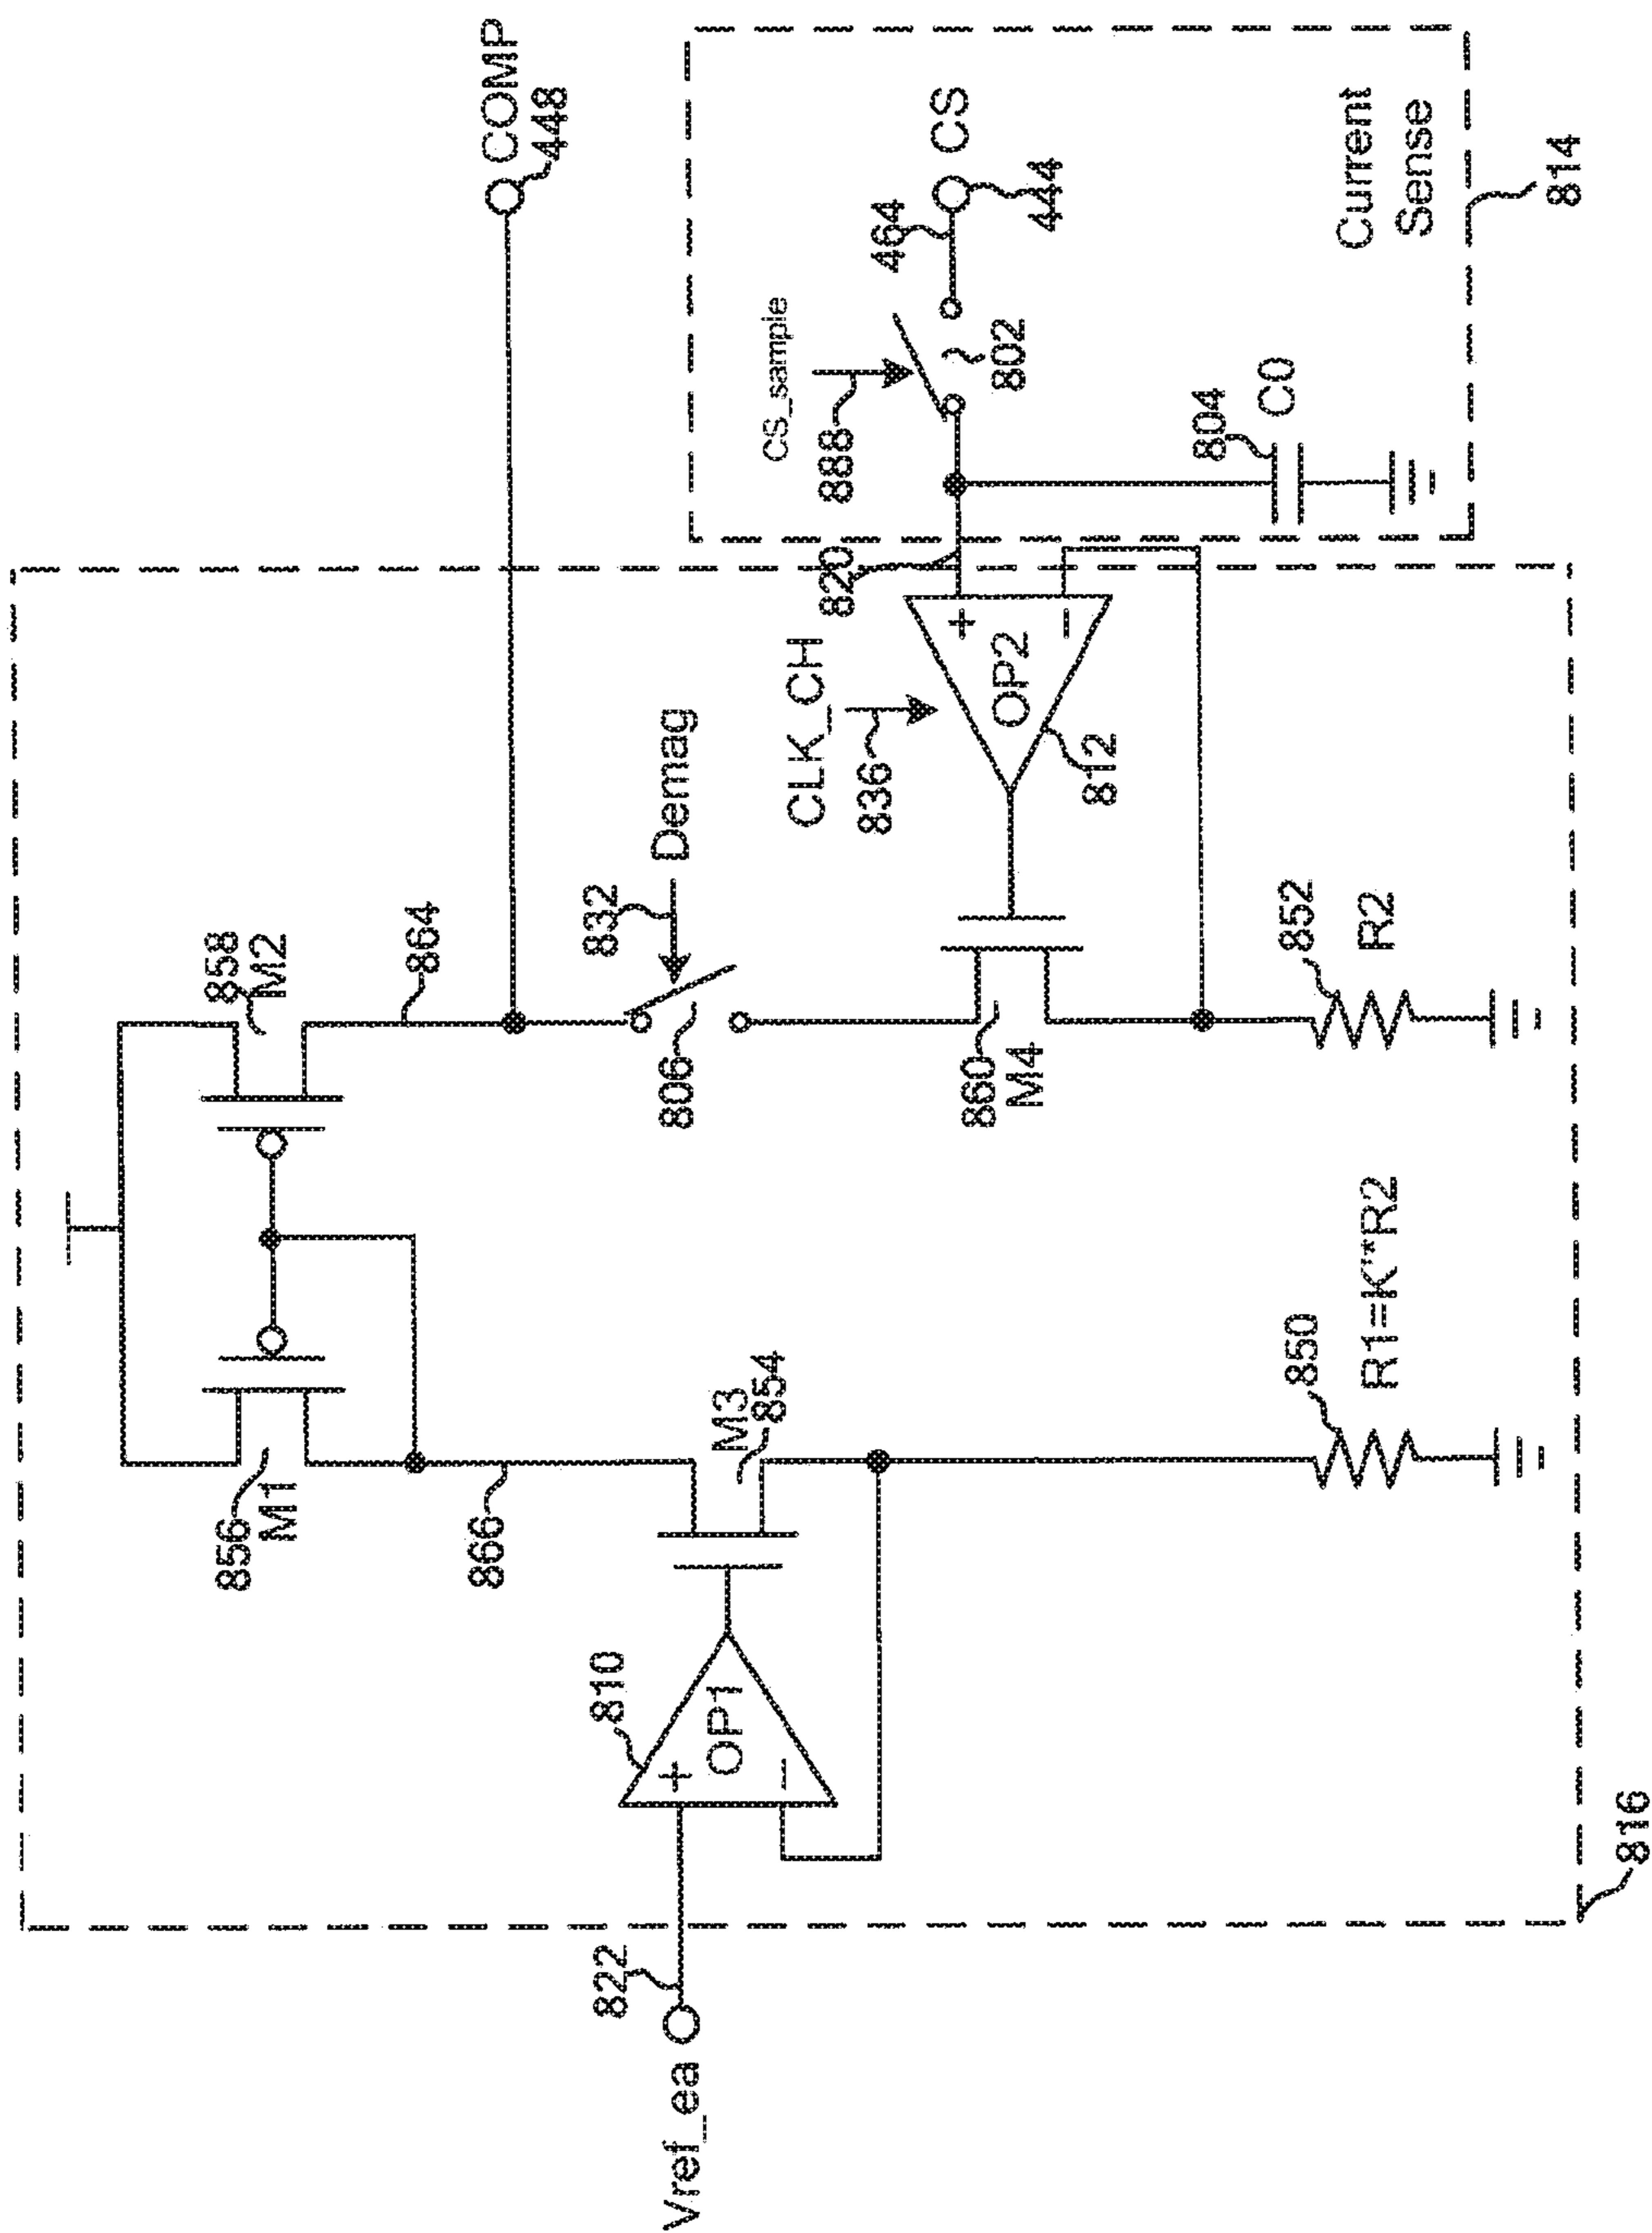 COMP
448
858
M2
864
856
M1
866
832
Demag
806
CLK_CH
836
820
CS_sample
888
464
CS
444
802
804
C0
Current
Sense
814
OP2
812
860
M4
852
R2
M3
854
810
OP1
822
Vref_ea
850
R1=K'*R2
816